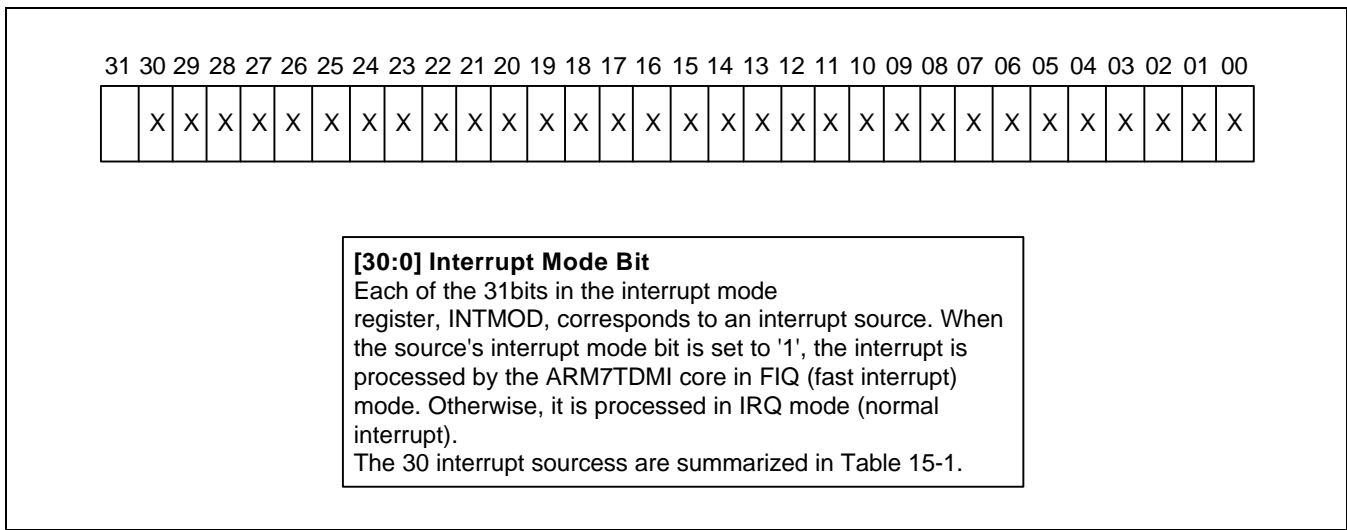 31 30 29 28 27 26 25 24 23 22 21 20 19 18 17 16 15 14 13 12 11 10 09 08 07 06 05 04 03 02 01 00
X X X X X X X X X X X X X X X X X X X X X X X X X X X X X X X
[30:0] Interrupt Mode Bit
Each of the 31bits in the interrupt mode
register, INTMOD, corresponds to an interrupt source. When
the source's interrupt mode bit is set to '1', the interrupt is
processed by the ARM7TDMI core in FIQ (fast interrupt)
mode. Otherwise, it is processed in IRQ mode (normal
interrupt).
The 30 interrupt sourcess are summarized in Table 15-1.